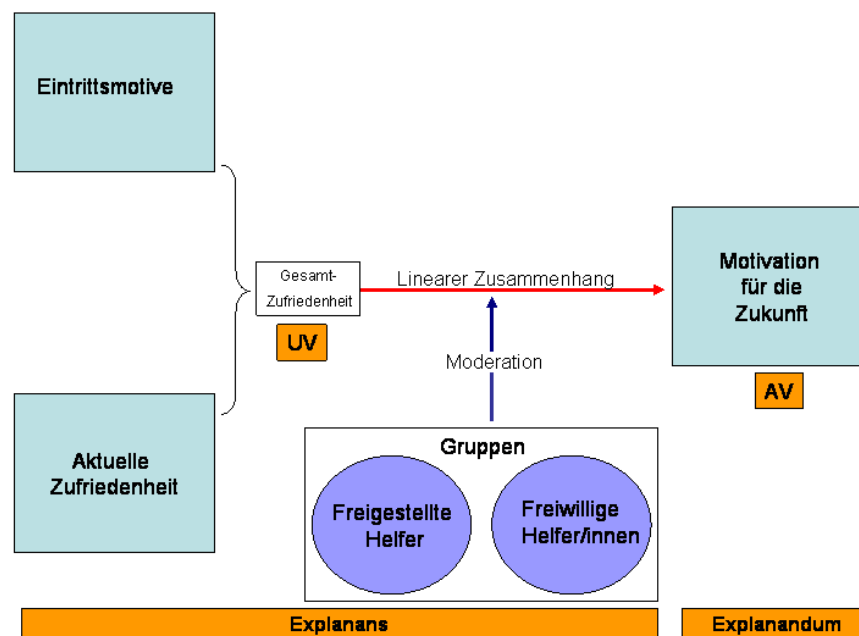 Eintrittsmotive
Gesamt-
Zufriedenheit
UV
Linearer Zusammenhang
Moderation
Motivation
für die
Zukunft
AV
Aktuelle
Zufriedenheit
Gruppen
Freigestellte
Helfer
Freiwillige
Helfer/innen
Explanans
Explanandum